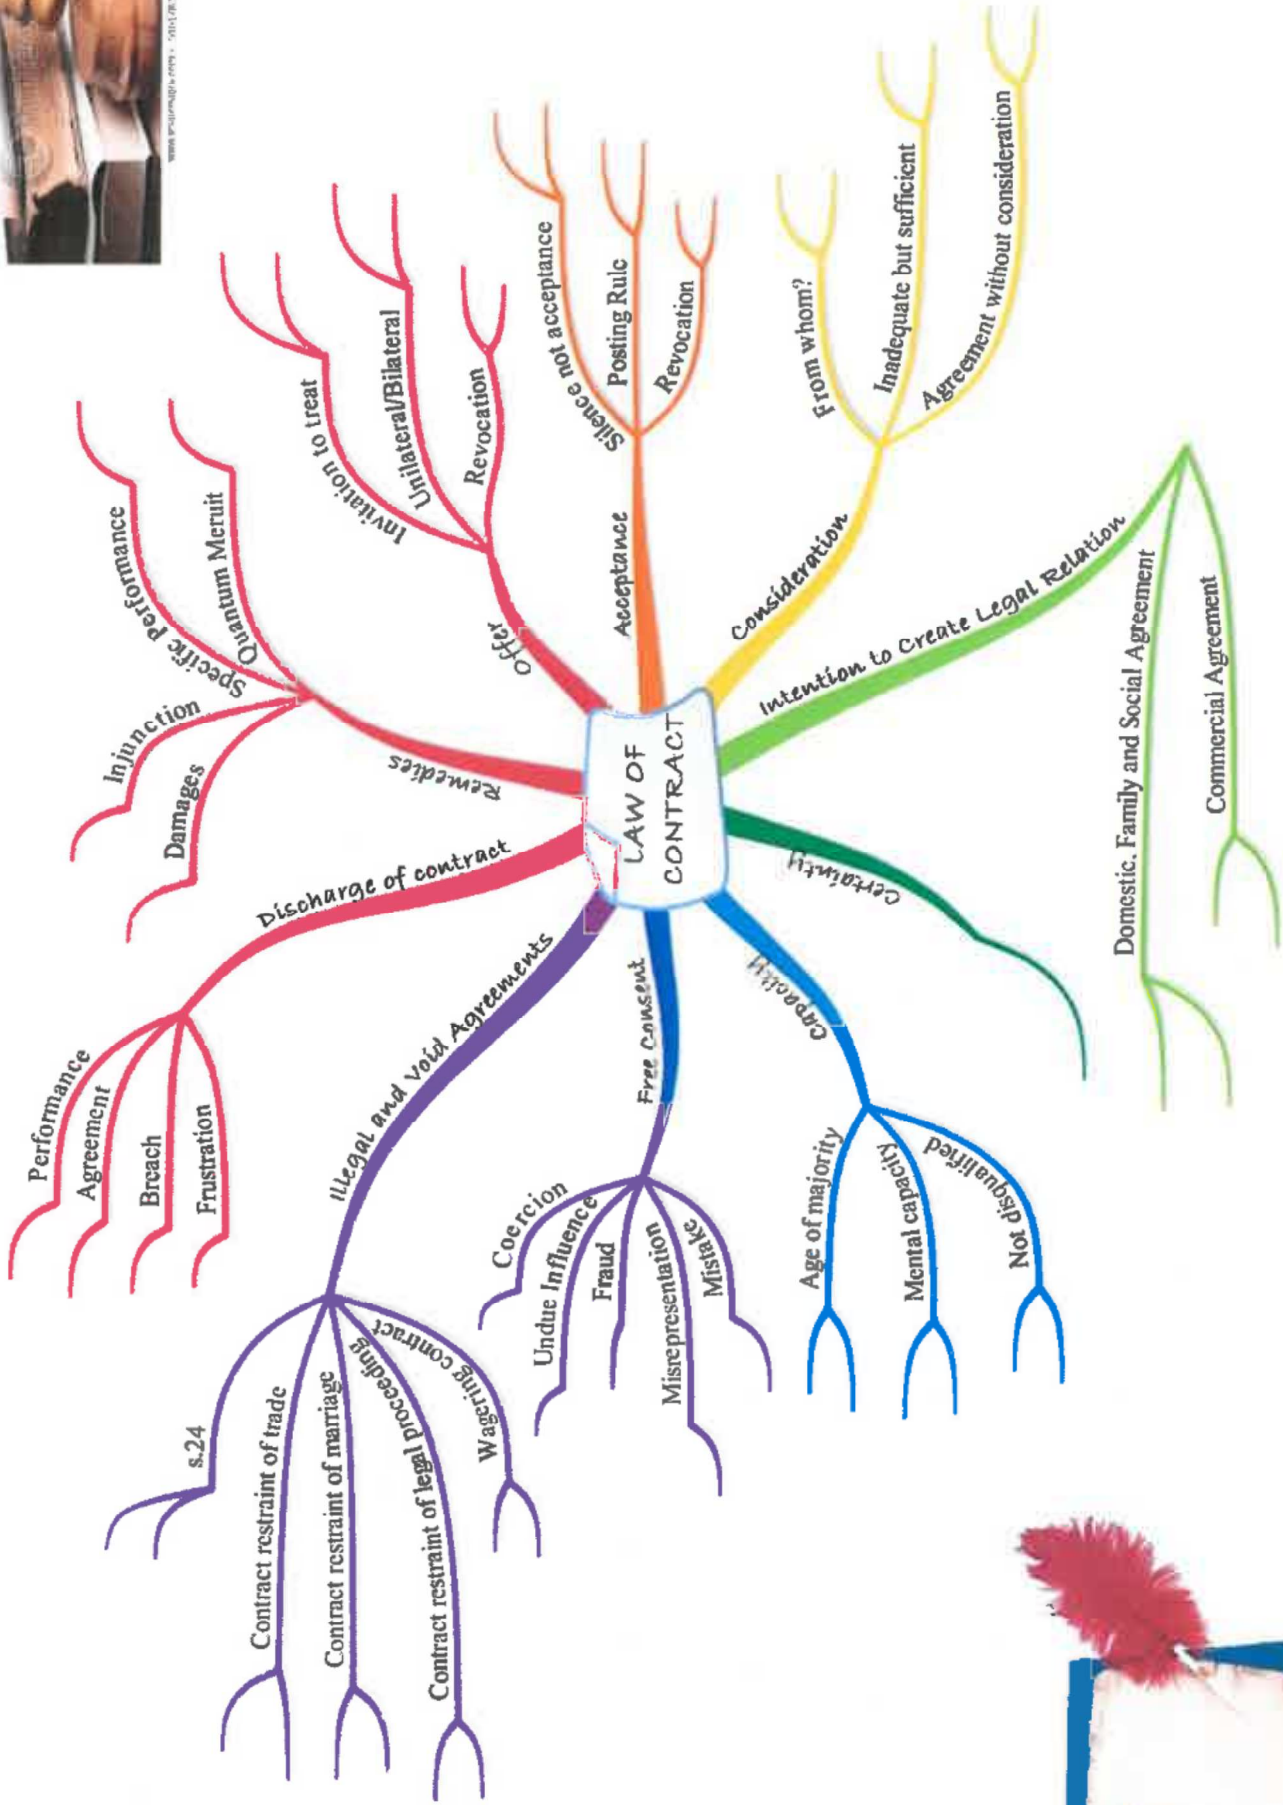 LAW OF
CONTRACT
Offer
Invitation to treat
Unilateral/Bilateral
Revocation
Acceptance
Silence not acceptance
Posting Rule
Revocation
Consideration
From whom?
Inadequate but sufficient
Agreement without consideration
Intention to Create Legal Relation
Domestic, Family and Social Agreement
Commercial Agreement
Certainty
Capacity
Age of majority
Mental capacity
Not disqualified
Free Consent
Coercion
Undue Influence
Fraud
Misrepresentation
Mistake
Illegal and Void Agreements
s.24
Contract restraint of trade
Contract restraint of marriage
Contract restraint of legal proceeding
Wagering contract
Discharge of contract
Performance
Agreement
Breach
Frustration
Remedies
Specific Performance
Quantum Meruit
Injunction
Damages